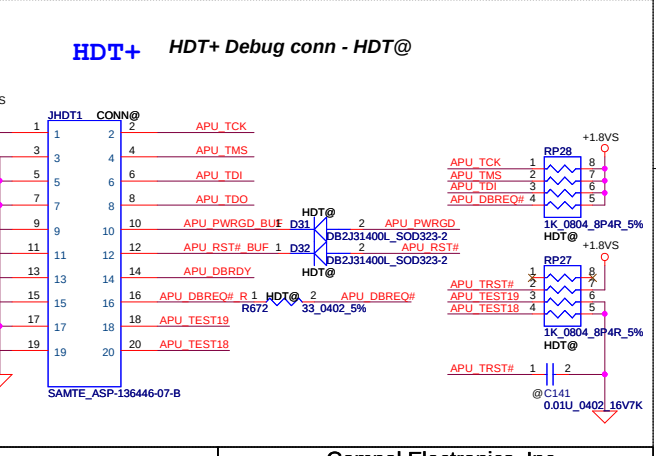 HDT+ HDT+ Debug conn - HDT@
S
JHDT1 CONN@
1 1 2 2 APU_TCK
3 3 4 4 APU_TMS
5 5 6 6 APU_TDI
7 7 8 8 APU_TDO
9 9 10 10 APU_PWRGD_BUF 1 D31 2 APU_PWRGD
HDT@
DB2J31400L_SOD323-2
11 11 12 12 APU_RST#_BUF 1 D32 2 APU_RST#
DB2J31400L_SOD323-2
HDT@
13 13 14 14 APU_DBRDY
15 15 16 16 APU_DBREQ#_R 1 HDT@ 2 APU_DBREQ#
R672 33_0402_5%
17 17 18 18 APU_TEST19
19 19 20 20 APU_TEST18
SAMTE_ASP-136446-07-B
+1.8VS
RP28
APU_TCK 1 8
APU_TMS 2 7
APU_TDI 3 6
APU_DBREQ# 4 5
1K_0804_8P4R_5%
HDT@
+1.8VS
RP27
1 8
APU_TRST# 2 7
APU_TEST19 3 6
APU_TEST18 4 5
1K_0804_8P4R_5%
HDT@
APU_TRST# 1 2
@C141
0.01U_0402_16V7K
Compal Electronics, Inc.